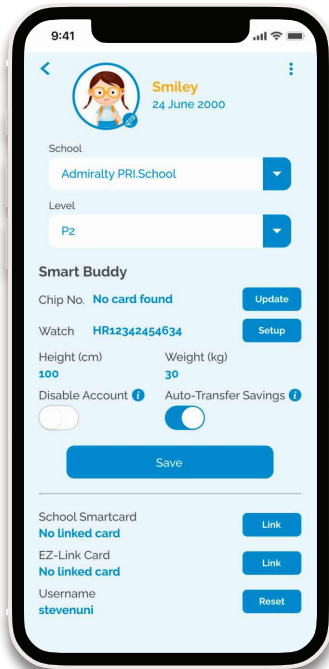 9:41
Smiley
24 June 2000
School
Admiralty PRI.School
Level
P2
Smart Buddy
Chip No. No card found Update
Watch HR12342454634 Setup
Height (cm) Weight (kg)
100 30
Disable Account i Auto-Transfer Savings i
Save
School Smartcard
No linked card Link
EZ-Link Card
No linked card Link
Username
stevenuni Reset